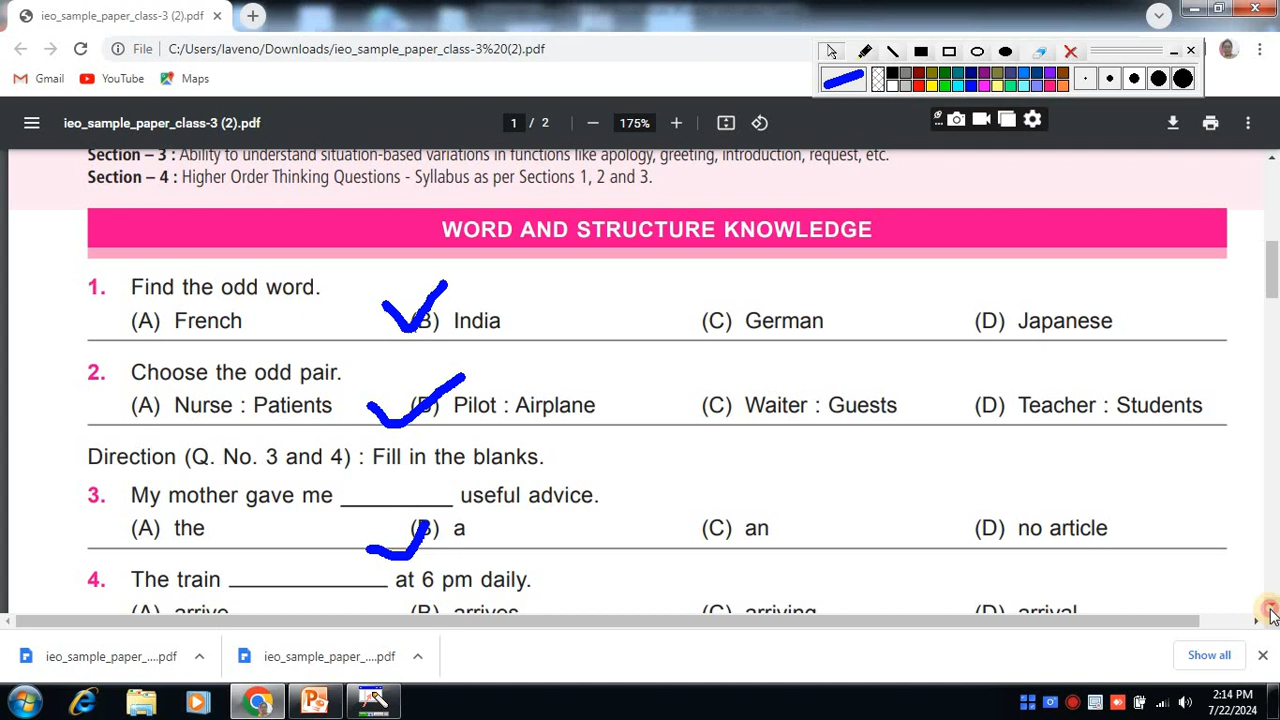 ieo_sample_paper_class-3 (2).pdf
File C:/Users/laveno/Downloads/ieo_sample_paper_class-3%20(2).pdf
Gmail YouTube Maps
ieo_sample_paper_class-3 (2).pdf 1 / 2 175%
Section – 3 : Ability to understand situation-based variations in functions like apology, greeting, introduction, request, etc.
Section – 4 : Higher Order Thinking Questions - Syllabus as per Sections 1, 2 and 3.
WORD AND STRUCTURE KNOWLEDGE
1. Find the odd word.
(A) French (B) India (C) German (D) Japanese
2. Choose the odd pair.
(A) Nurse : Patients (B) Pilot : Airplane (C) Waiter : Guests (D) Teacher : Students
Direction (Q. No. 3 and 4) : Fill in the blanks.
3. My mother gave me __________ useful advice.
(A) the (B) a (C) an (D) no article
4. The train ______________ at 6 pm daily.
(A) arrive (B) arrives (C) arriving (D) arrival
ieo_sample_paper_....pdf ieo_sample_paper_....pdf Show all
2:14 PM
7/22/2024